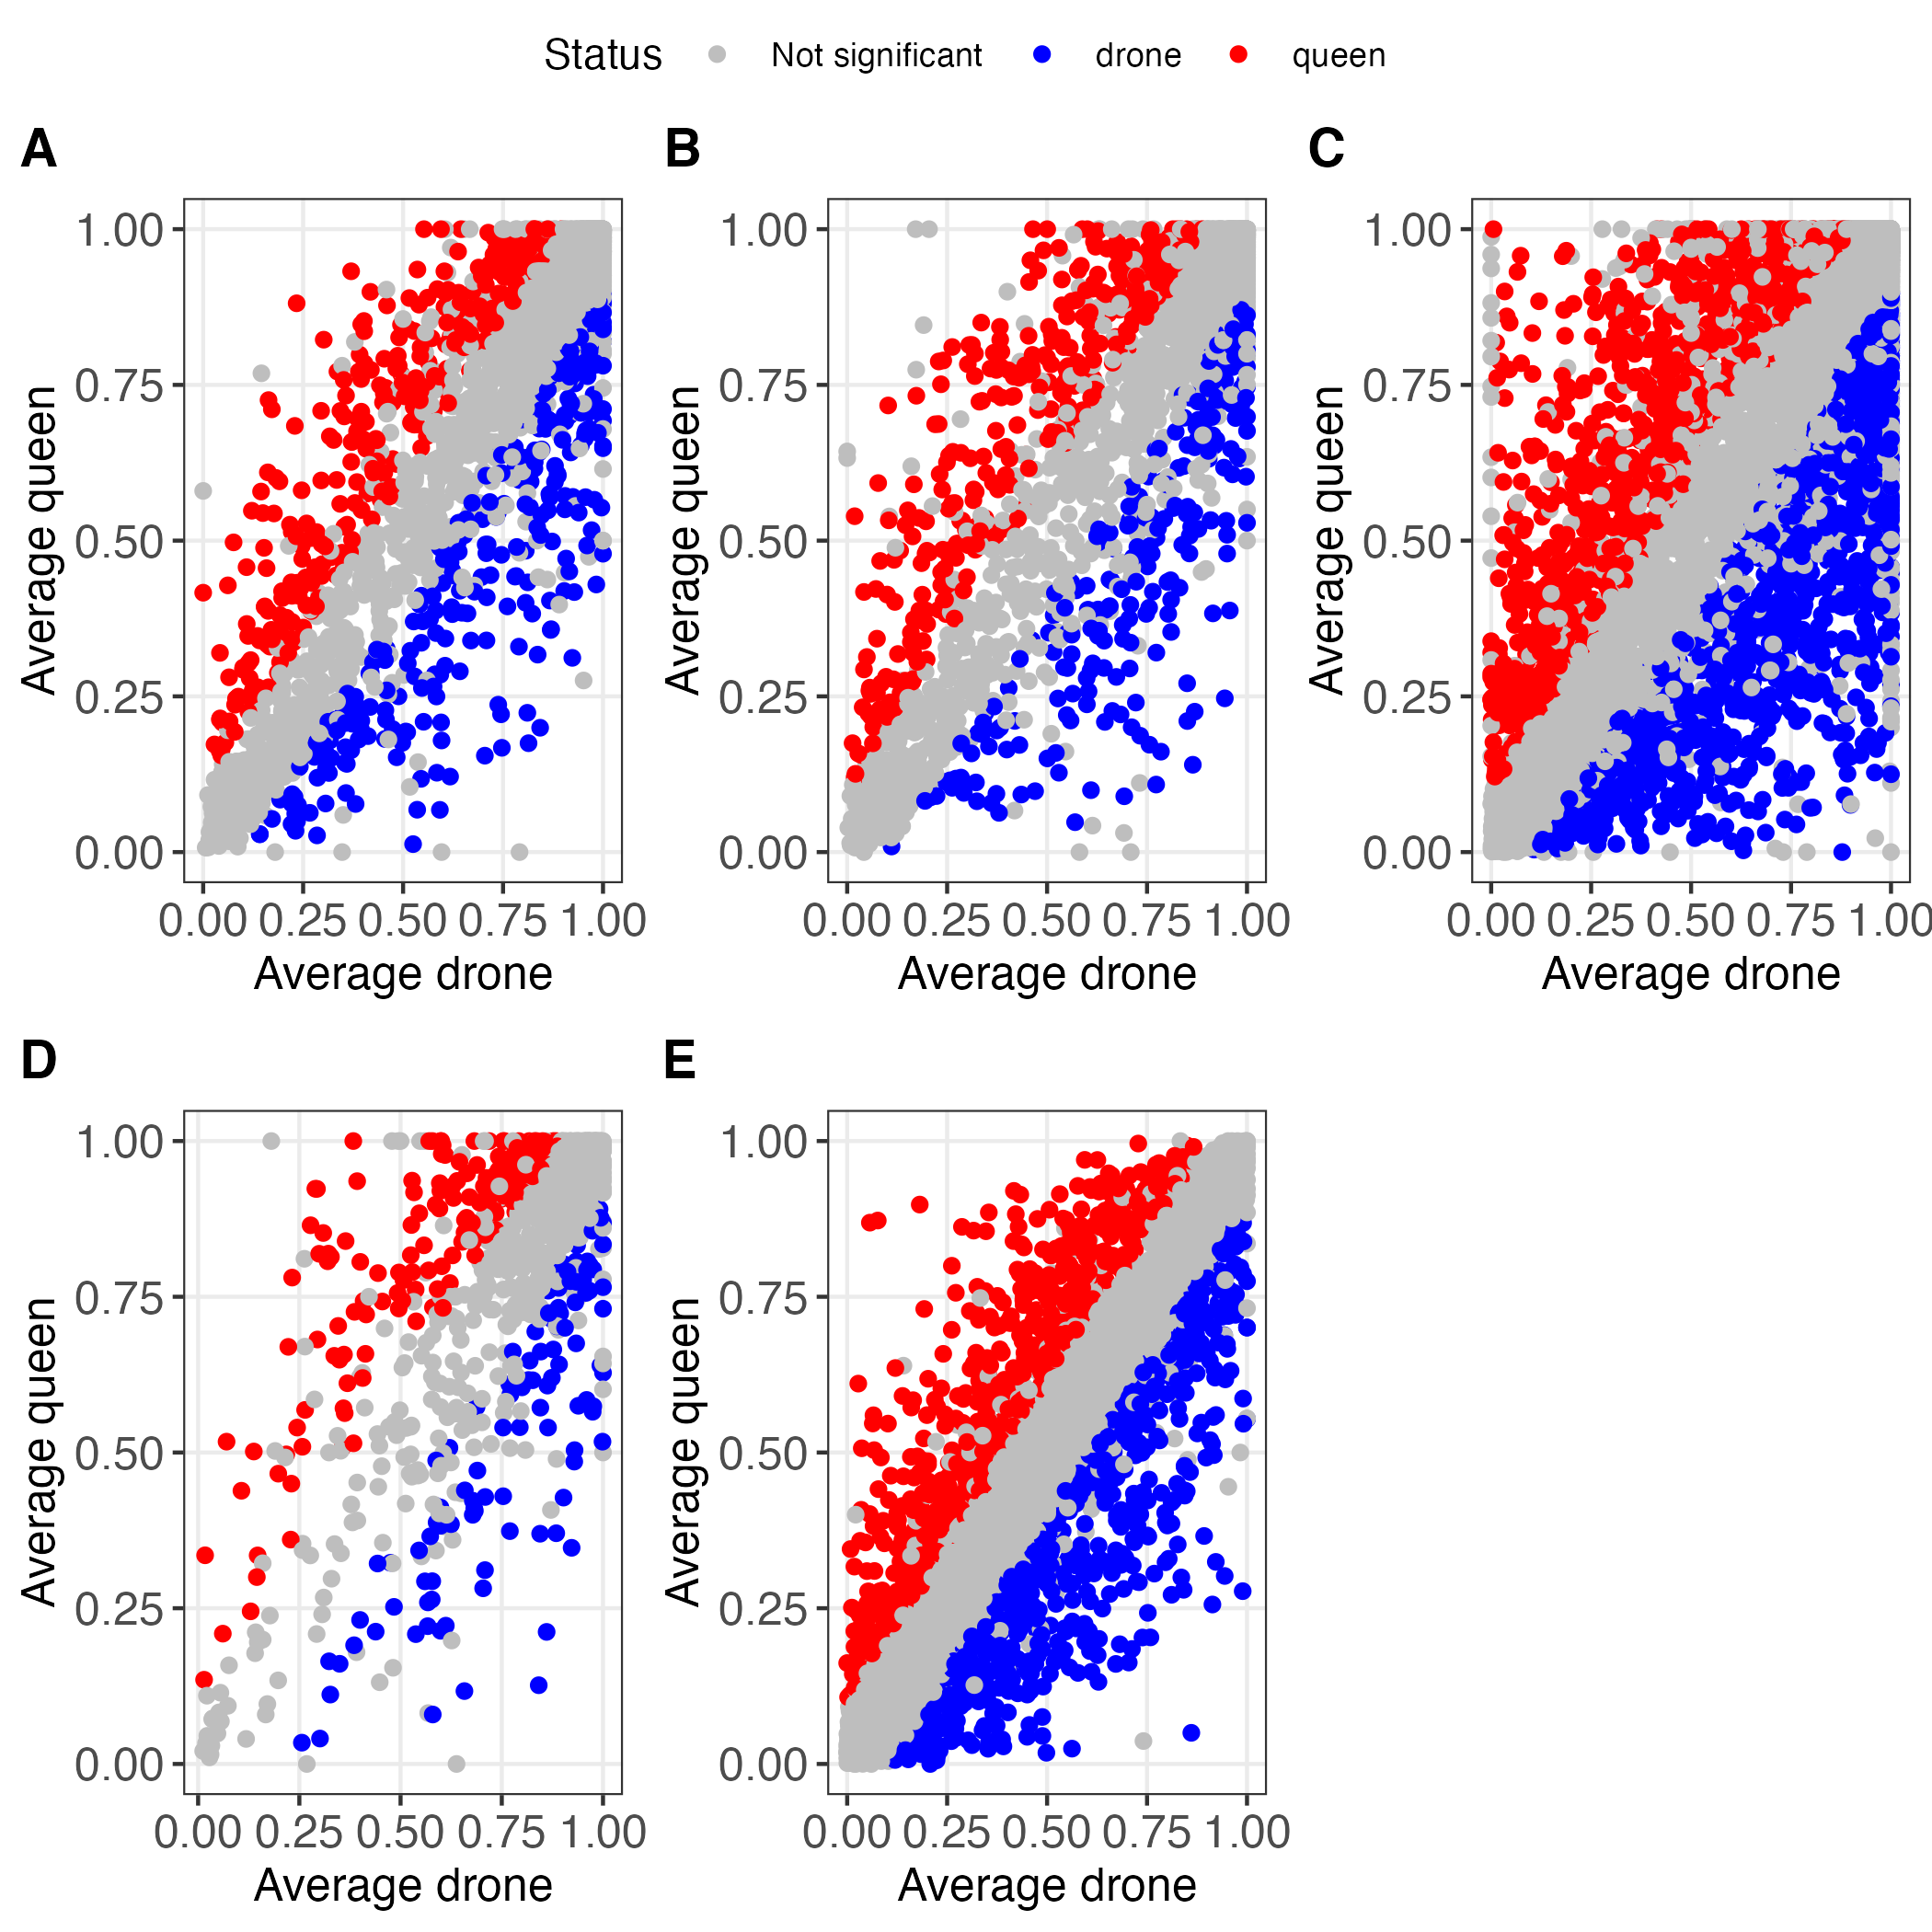 Status Not significant drone queen
A B C
1.00 1.00 1.00
0.75 0.75 0.75
0.50 0.50 0.50
0.25 0.25 0.25
0.00 0.00 0.00
Average queen Average queen Average queen
0.00 0.25 0.50 0.75 1.00 0.00 0.25 0.50 0.75 1.00 0.00 0.25 0.50 0.75 1.00
Average drone Average drone Average drone
D E
1.00 1.00
0.75 0.75
0.50 0.50
0.25 0.25
0.00 0.00
Average queen Average queen
0.00 0.25 0.50 0.75 1.00 0.00 0.25 0.50 0.75 1.00
Average drone Average drone